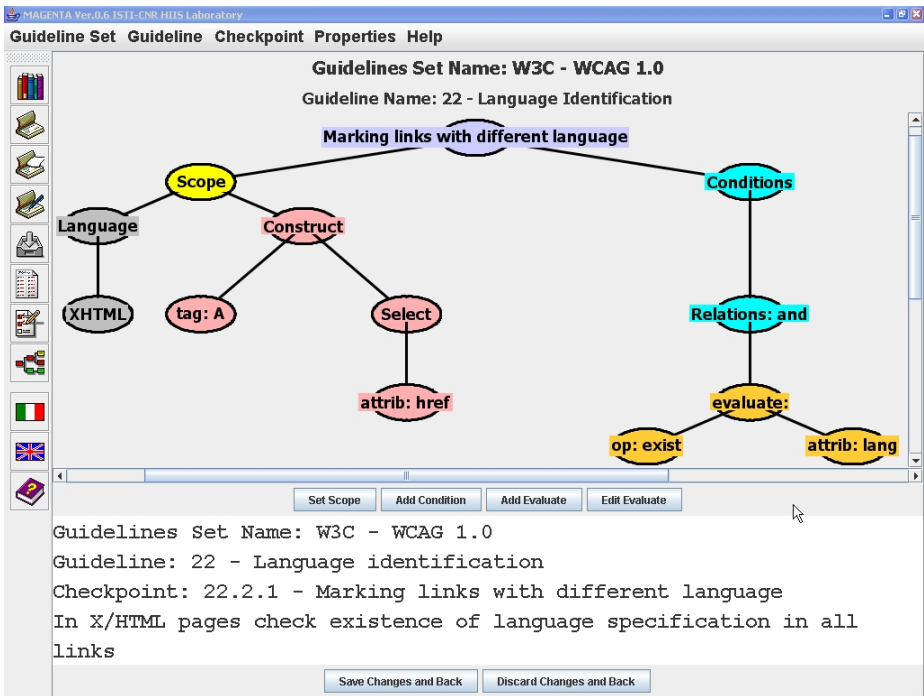 MAGENTA Ver.0.6 ISTI-CNR HIIS Laboratory
Guideline Set Guideline Checkpoint Properties Help
Guidelines Set Name: W3C - WCAG 1.0
Guideline Name: 22 - Language Identification
Marking links with different language
Scope
Conditions
Language
Construct
XHTML
tag: A
Select
Relations: and
attrib: href
evaluate:
op: exist
attrib: lang
Set Scope Add Condition Add Evaluate Edit Evaluate
Guidelines Set Name: W3C - WCAG 1.0
Guideline: 22 - Language identification
Checkpoint: 22.2.1 - Marking links with different language
In X/HTML pages check existence of language specification in all
links
Save Changes and Back Discard Changes and Back